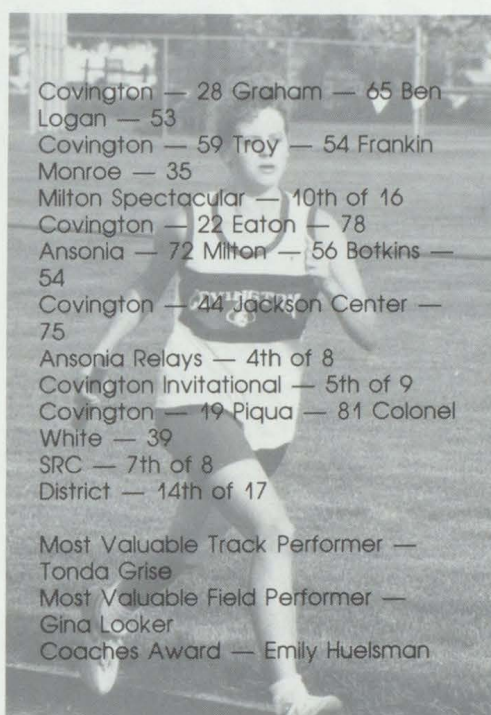 Covington — 28 Graham — 65 Ben
Logan — 53
Covington — 59 Troy — 54 Frankin
Monroe — 35
Milton Spectacular — 10th of 16
Covington — 22 Eaton — 78
Ansonia — 72 Milton — 56 Botkins —
54
Covington — 44 Jackson Center —
75
Ansonia Relays — 4th of 8
Covington Invitational — 5th of 9
Covington — 19 Piqua — 81 Colonel
White — 39
SRC — 7th of 8
District — 14th of 17
Most Valuable Track Performer —
Tonda Grise
Most Valuable Field Performer —
Gina Looker
Coaches Award — Emily Huelsman